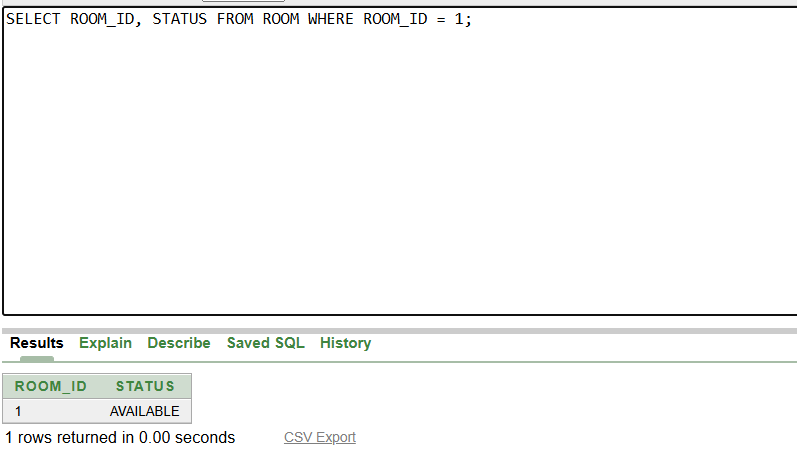 SELECT ROOM_ID, STATUS FROM ROOM WHERE ROOM_ID = 1;
Results Explain Describe Saved SQL History
ROOM_ID STATUS
1 AVAILABLE
1 rows returned in 0.00 seconds CSV Export